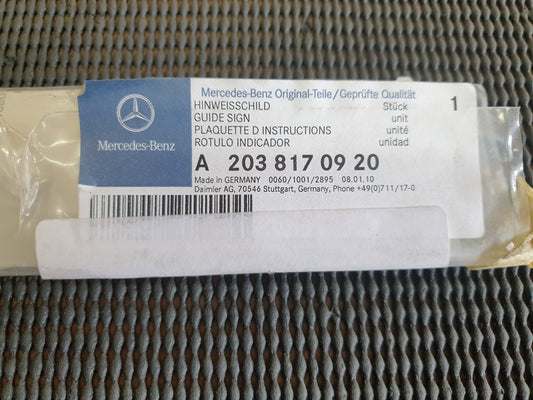 Mercedes-Benz Original-Teile/Geprüfte Qualität
HINWEISSCHILD Stück 1
GUIDE SIGN unit
PLAQUETTE D INSTRUCTIONS unité
ROTULO INDICADOR unidad
Mercedes-Benz
A 203 817 09 20
Made in GERMANY 0060/1001/2895 08.01.10
Daimler AG, 70546 Stuttgart, Germany, Phone +49(0)711/17-0